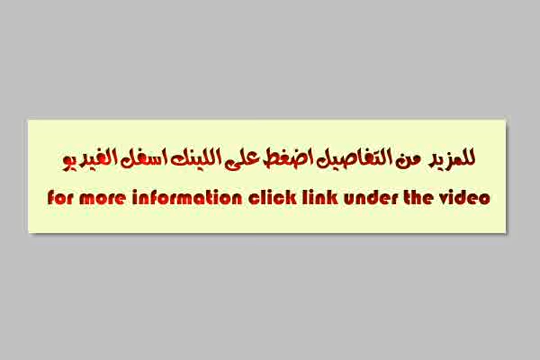 للمزيد من التفاصيل اضغط على اللينك اسفل الفيديو
for more information click link under the video